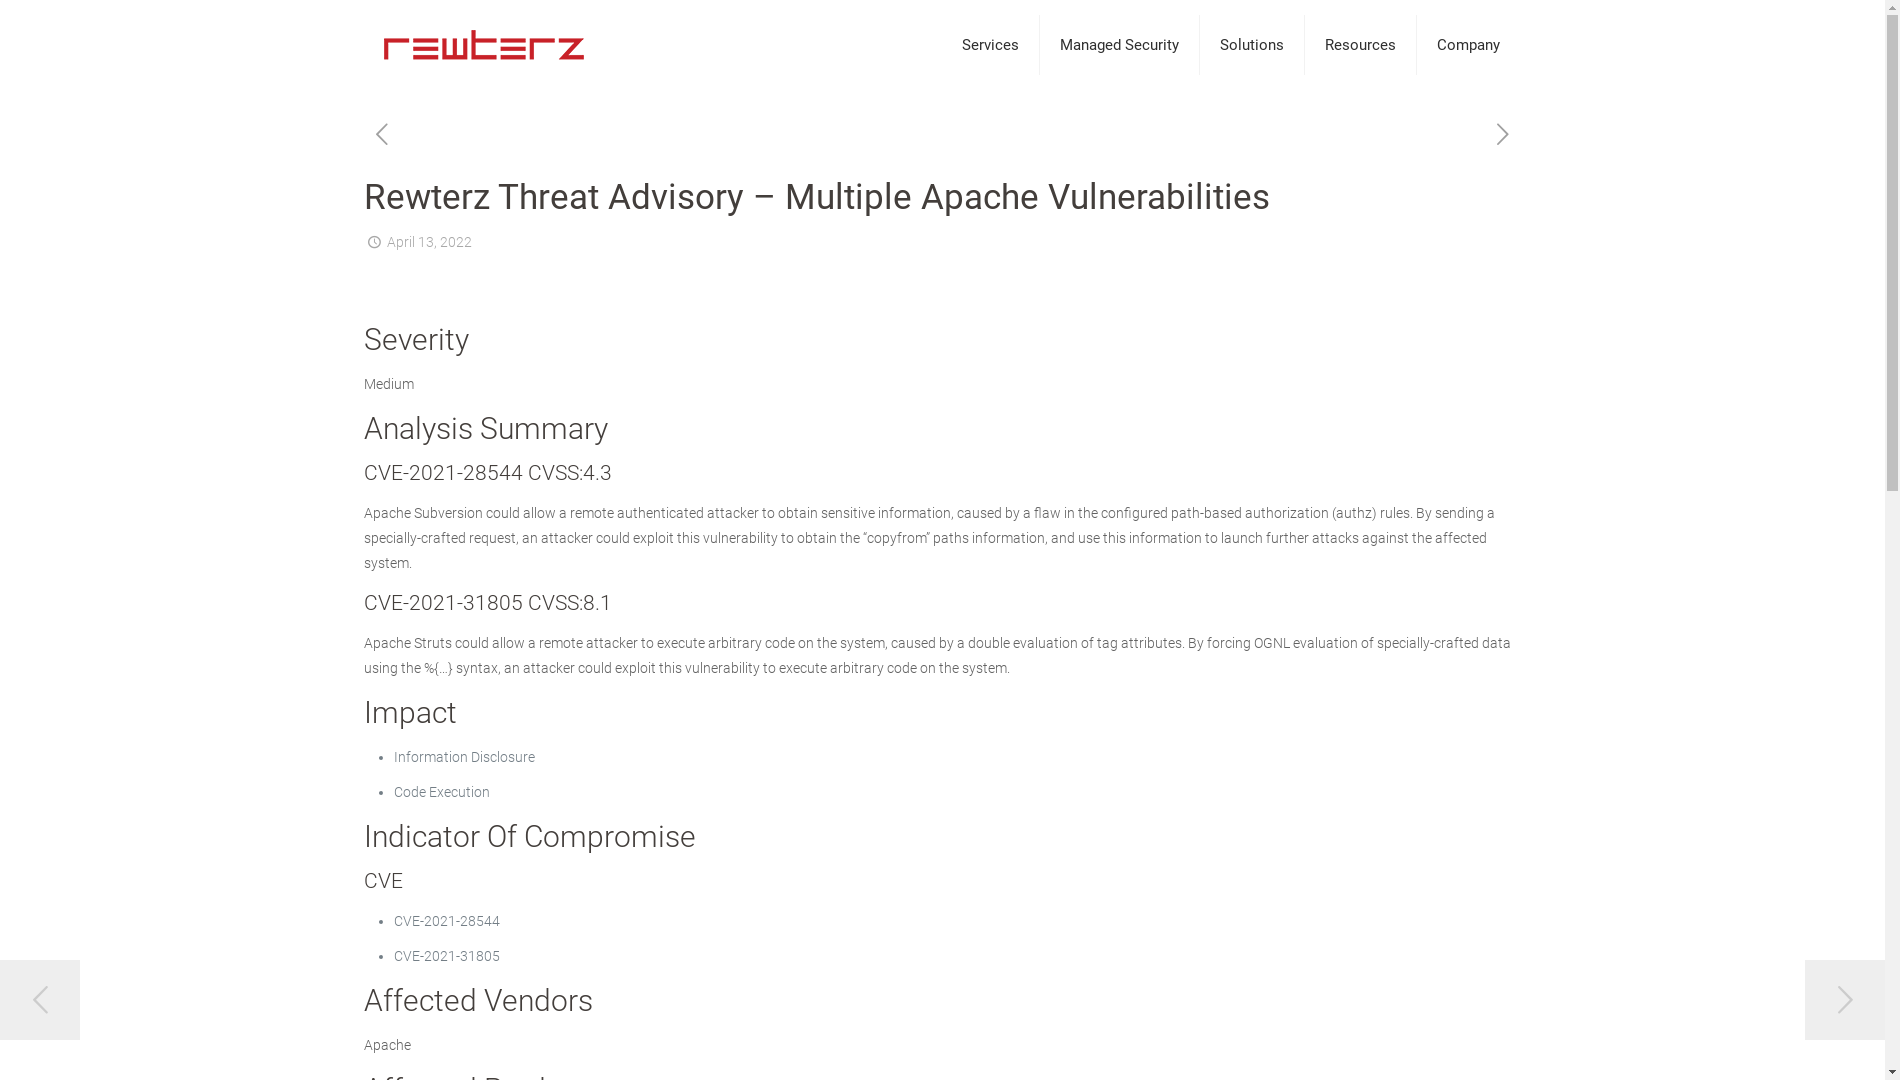 rewterz
Services
Managed Security
Solutions
Resources
Company
Rewterz Threat Advisory – Multiple Apache Vulnerabilities
April 13, 2022
Severity
Medium
Analysis Summary
CVE-2021-28544 CVSS:4.3
Apache Subversion could allow a remote authenticated attacker to obtain sensitive information, caused by a flaw in the configured path-based authorization (authz) rules. By sending a
specially-crafted request, an attacker could exploit this vulnerability to obtain the “copyfrom” paths information, and use this information to launch further attacks against the affected
system.
CVE-2021-31805 CVSS:8.1
Apache Struts could allow a remote attacker to execute arbitrary code on the system, caused by a double evaluation of tag attributes. By forcing OGNL evaluation of specially-crafted data
using the %{…} syntax, an attacker could exploit this vulnerability to execute arbitrary code on the system.
Impact
• Information Disclosure
• Code Execution
Indicator Of Compromise
CVE
• CVE-2021-28544
• CVE-2021-31805
Affected Vendors
Apache